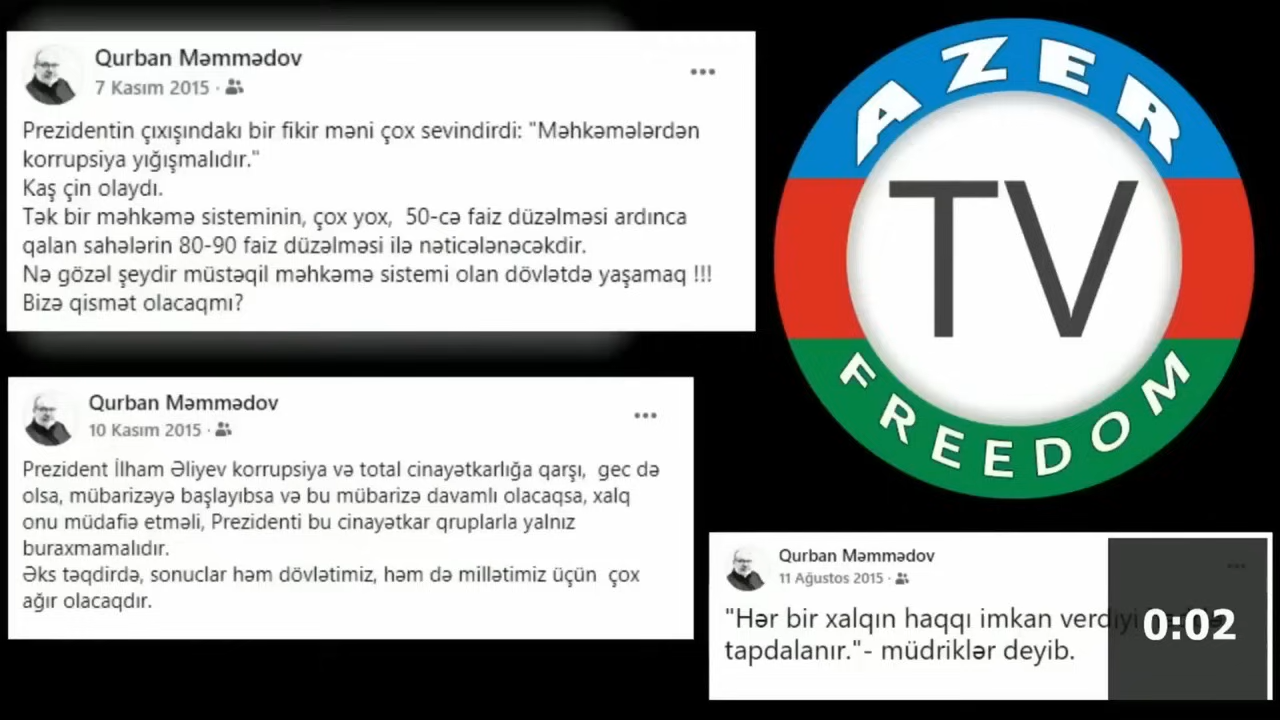 Qurban Məmmədov
7 Kasım 2015
Prezidentin çıxışındakı bir fikir məni çox sevindirdi: "Məhkəmələrdən
korrupsiya yığışmalıdır."
Kaş çin olaydı.
Tək bir məhkəmə sisteminin, çox yox, 50-cə faiz düzəlməsi ardınca
qalan sahələrin 80-90 faiz düzəlməsi ilə nəticələnəcəkdir.
Nə gözəl şeydir müstəqil məhkəmə sistemi olan dövlətdə yaşamaq !!!
Bizə qismət olacaqmı?
Qurban Məmmədov
10 Kasım 2015
Prezident İlham Əliyev korrupsiya və total cinayətkarlığa qarşı, gec də
olsa, mübarizəyə başlayıbsa və bu mübarizə davamlı olacaqsa, xalq
onu müdafiə etməli, Prezidenti bu cinayətkar qruplarla yalnız
buraxmamalıdır.
Əks təqdirdə, sonuclar həm dövlətimiz, həm də millətimiz üçün çox
ağır olacaqdır.
AZER
TV
FREEDOM
Qurban Məmmədov
11 Ağustos 2015
"Hər bir xalqın haqqı imkan verdiyi
tapdalanır."- müdriklər deyib.
0:02